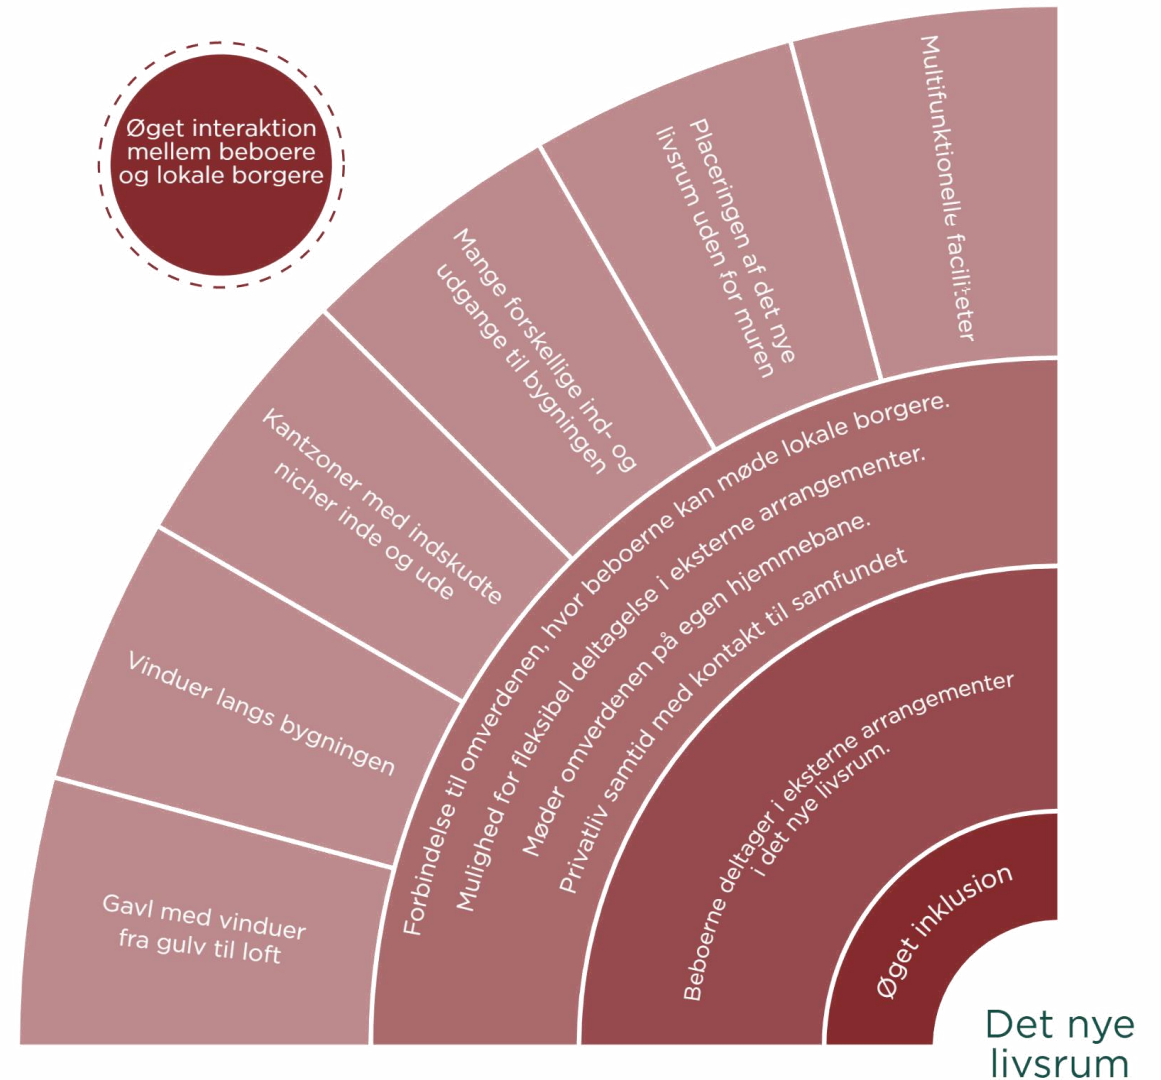 Øget interaktion
mellem beboere
og lokale borgere
Multifunktionelle faciliteter
Placeringen af det nye
livsrum uden for muren
Mange forskellige ind- og
udgange til bygningen
Kantzoner med indskudte
nicher inde og ude
Vinduer langs bygningen
Gavl med vinduer
fra gulv til loft
Forbindelse til omverdenen, hvor beboerne kan møde lokale borgere.
Mulighed for fleksibel deltagelse i eksterne arrangementer.
Møder omverdenen på egen hjemmebane.
Privatliv samtid med kontakt til samfundet
Beboerne deltager i eksterne arrangementer
i det nye livsrum.
Øget inklusion
Det nye
livsrum